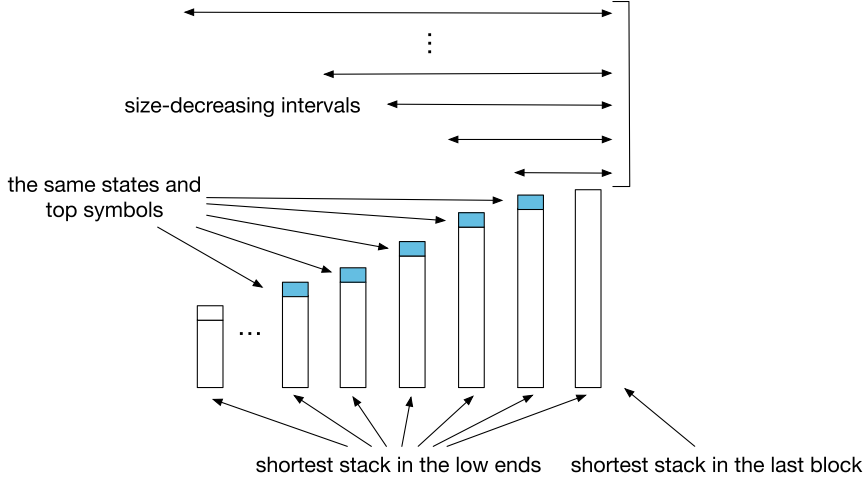 size-decreasing intervals
the same states and
top symbols
shortest stack in the low ends
shortest stack in the last block